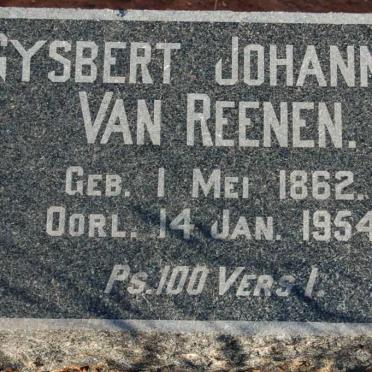 GYSBERT JOHANN
VAN REENEN.
GEB. 1 MEI 1862.
OORL. 14 JAN. 1954
PS. 100 VERS 1.